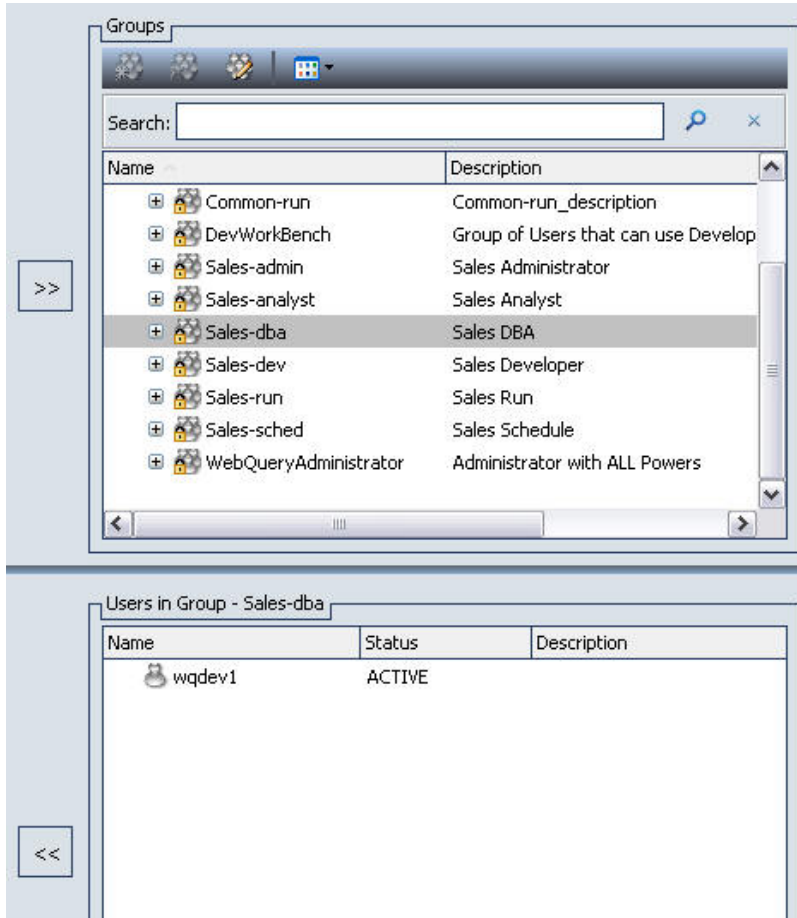 Groups
Search:
Name Description
Common-run Common-run_description
DevWorkBench Group of Users that can use Develop
Sales-admin Sales Administrator
>>
Sales-analyst Sales Analyst
Sales-dba Sales DBA
Sales-dev Sales Developer
Sales-run Sales Run
Sales-sched Sales Schedule
WebQueryAdministrator Administrator with ALL Powers
Users in Group - Sales-dba
Name Status Description
wqdev1 ACTIVE
<<